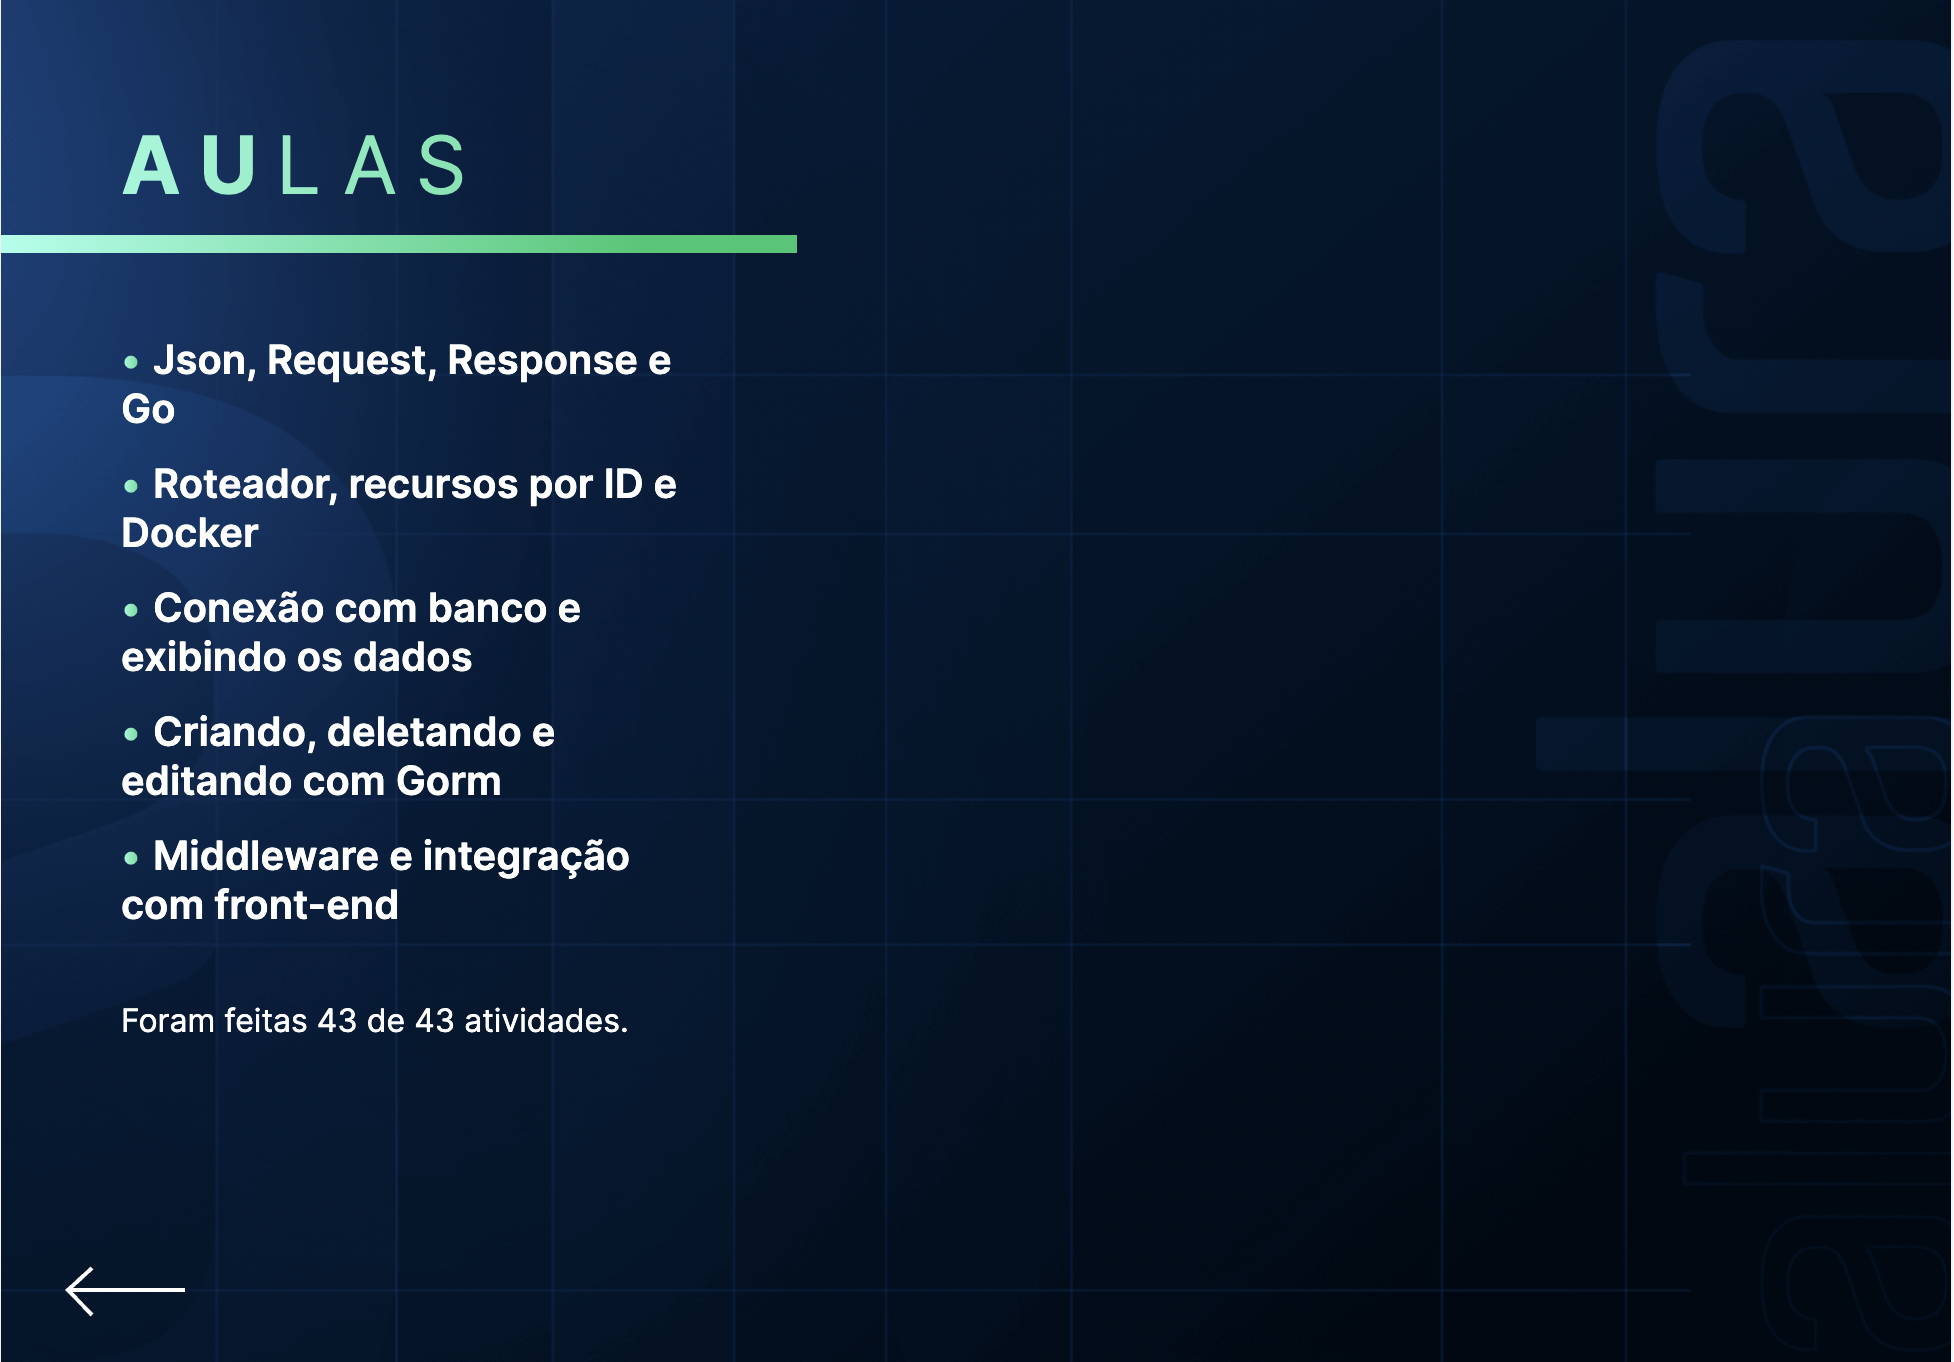 AULAS
• Json, Request, Response e
Go
• Roteador, recursos por ID e
Docker
• Conexão com banco e
exibindo os dados
• Criando, deletando e
editando com Gorm
• Middleware e integração
com front-end
Foram feitas 43 de 43 atividades.
alura
alura